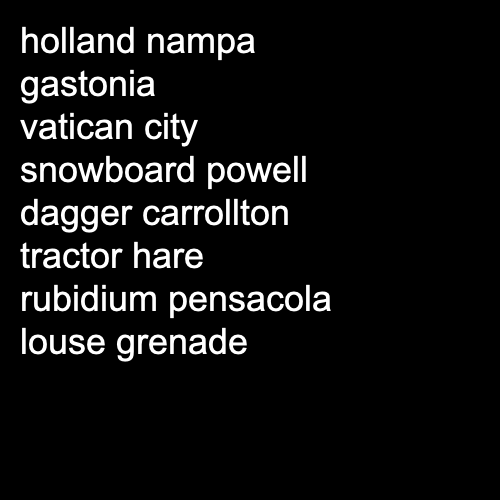 holland nampa
gastonia
vatican city
snowboard powell
dagger carrollton
tractor hare
rubidium pensacola
louse grenade